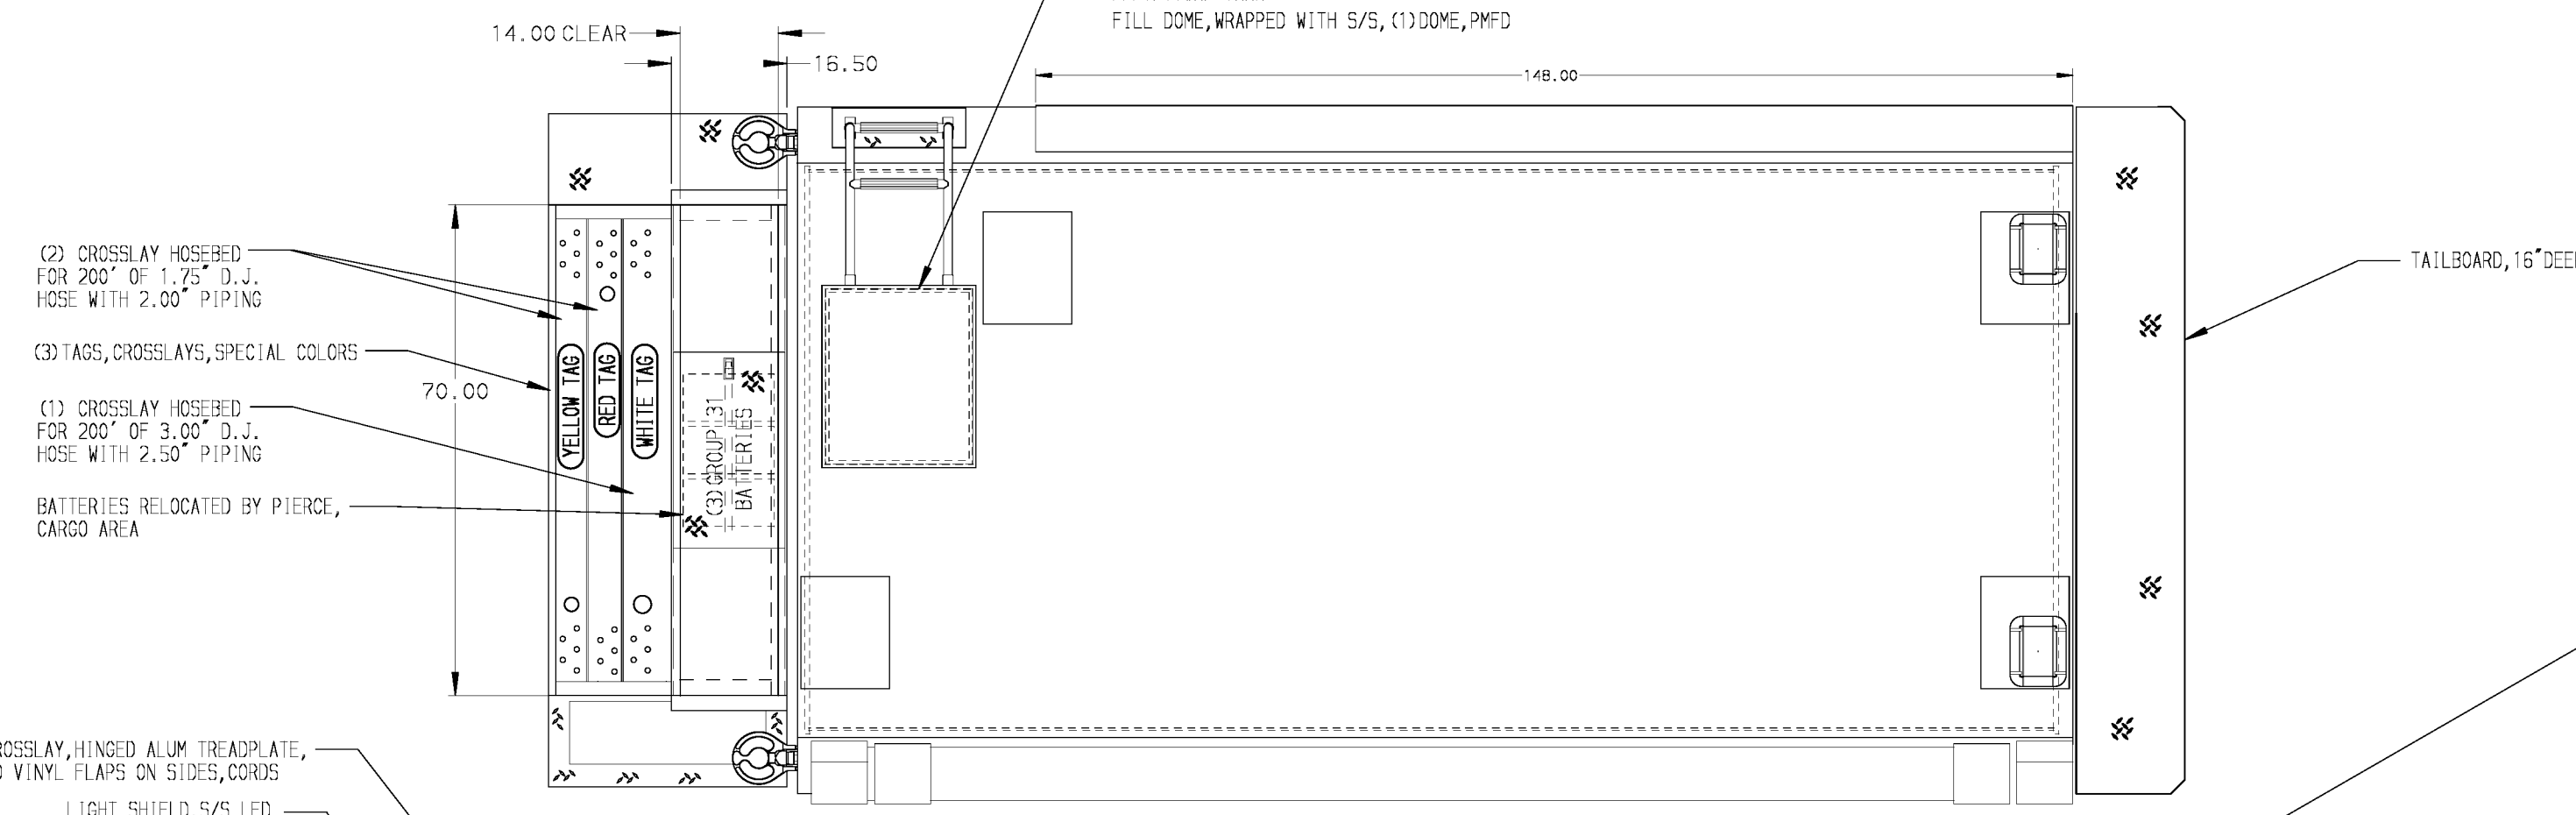 FILL DOME, WRAPPED WITH S/S, (1) DOME, PMFD
14.00 CLEAR
16.50
148.00
(2) CROSSLAY HOSEBED
FOR 200' OF 1.75" D.J.
HOSE WITH 2.00" PIPING
(3) TAGS, CROSSLAYS, SPECIAL COLORS
(1) CROSSLAY HOSEBED
FOR 200' OF 3.00" D.J.
HOSE WITH 2.50" PIPING
BATTERIES RELOCATED BY PIERCE,
CARGO AREA
70.00
YELLOW TAG
RED TAG
WHITE TAG
(3) GROUP 31
BATTERIES
TAILBOARD, 16" DEE
ROSSLAY, HINGED ALUM TREADPLATE,
VINYL FLAPS ON SIDES, CORDS
LIGHT SHIELD S/S LED